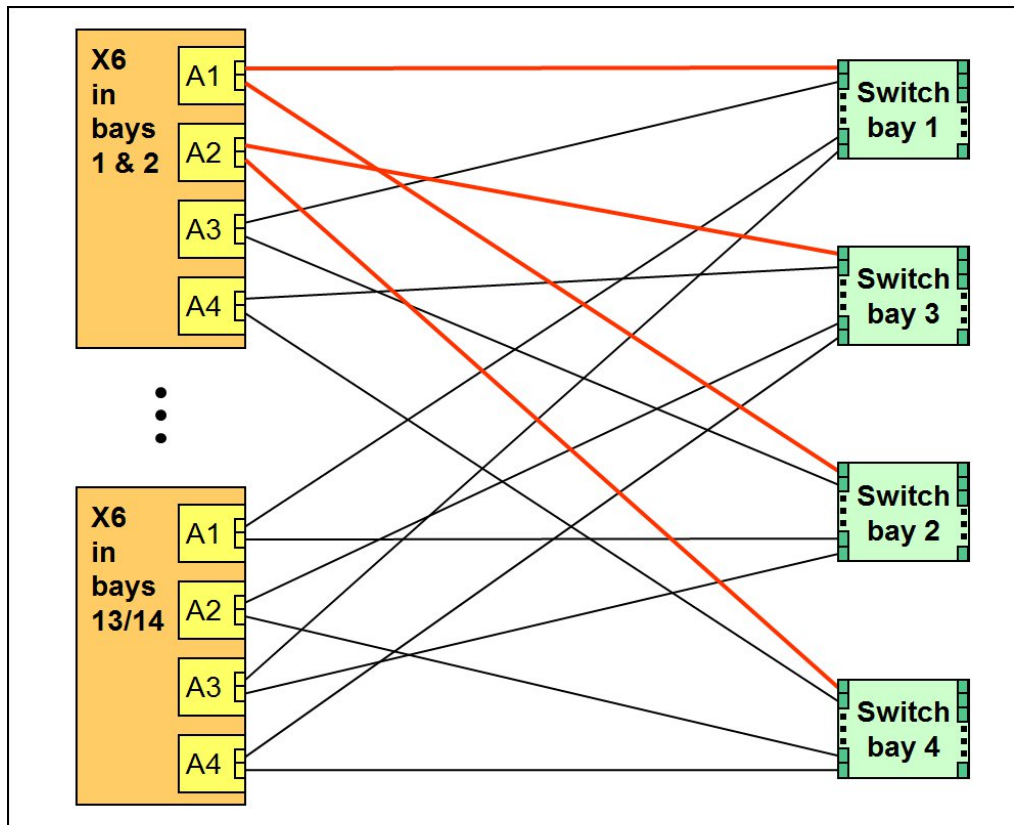 X6
in
bays
1 & 2
A1
A2
A3
A4
X6
in
bays
13/14
A1
A2
A3
A4
Switch
bay 1
Switch
bay 3
Switch
bay 2
Switch
bay 4